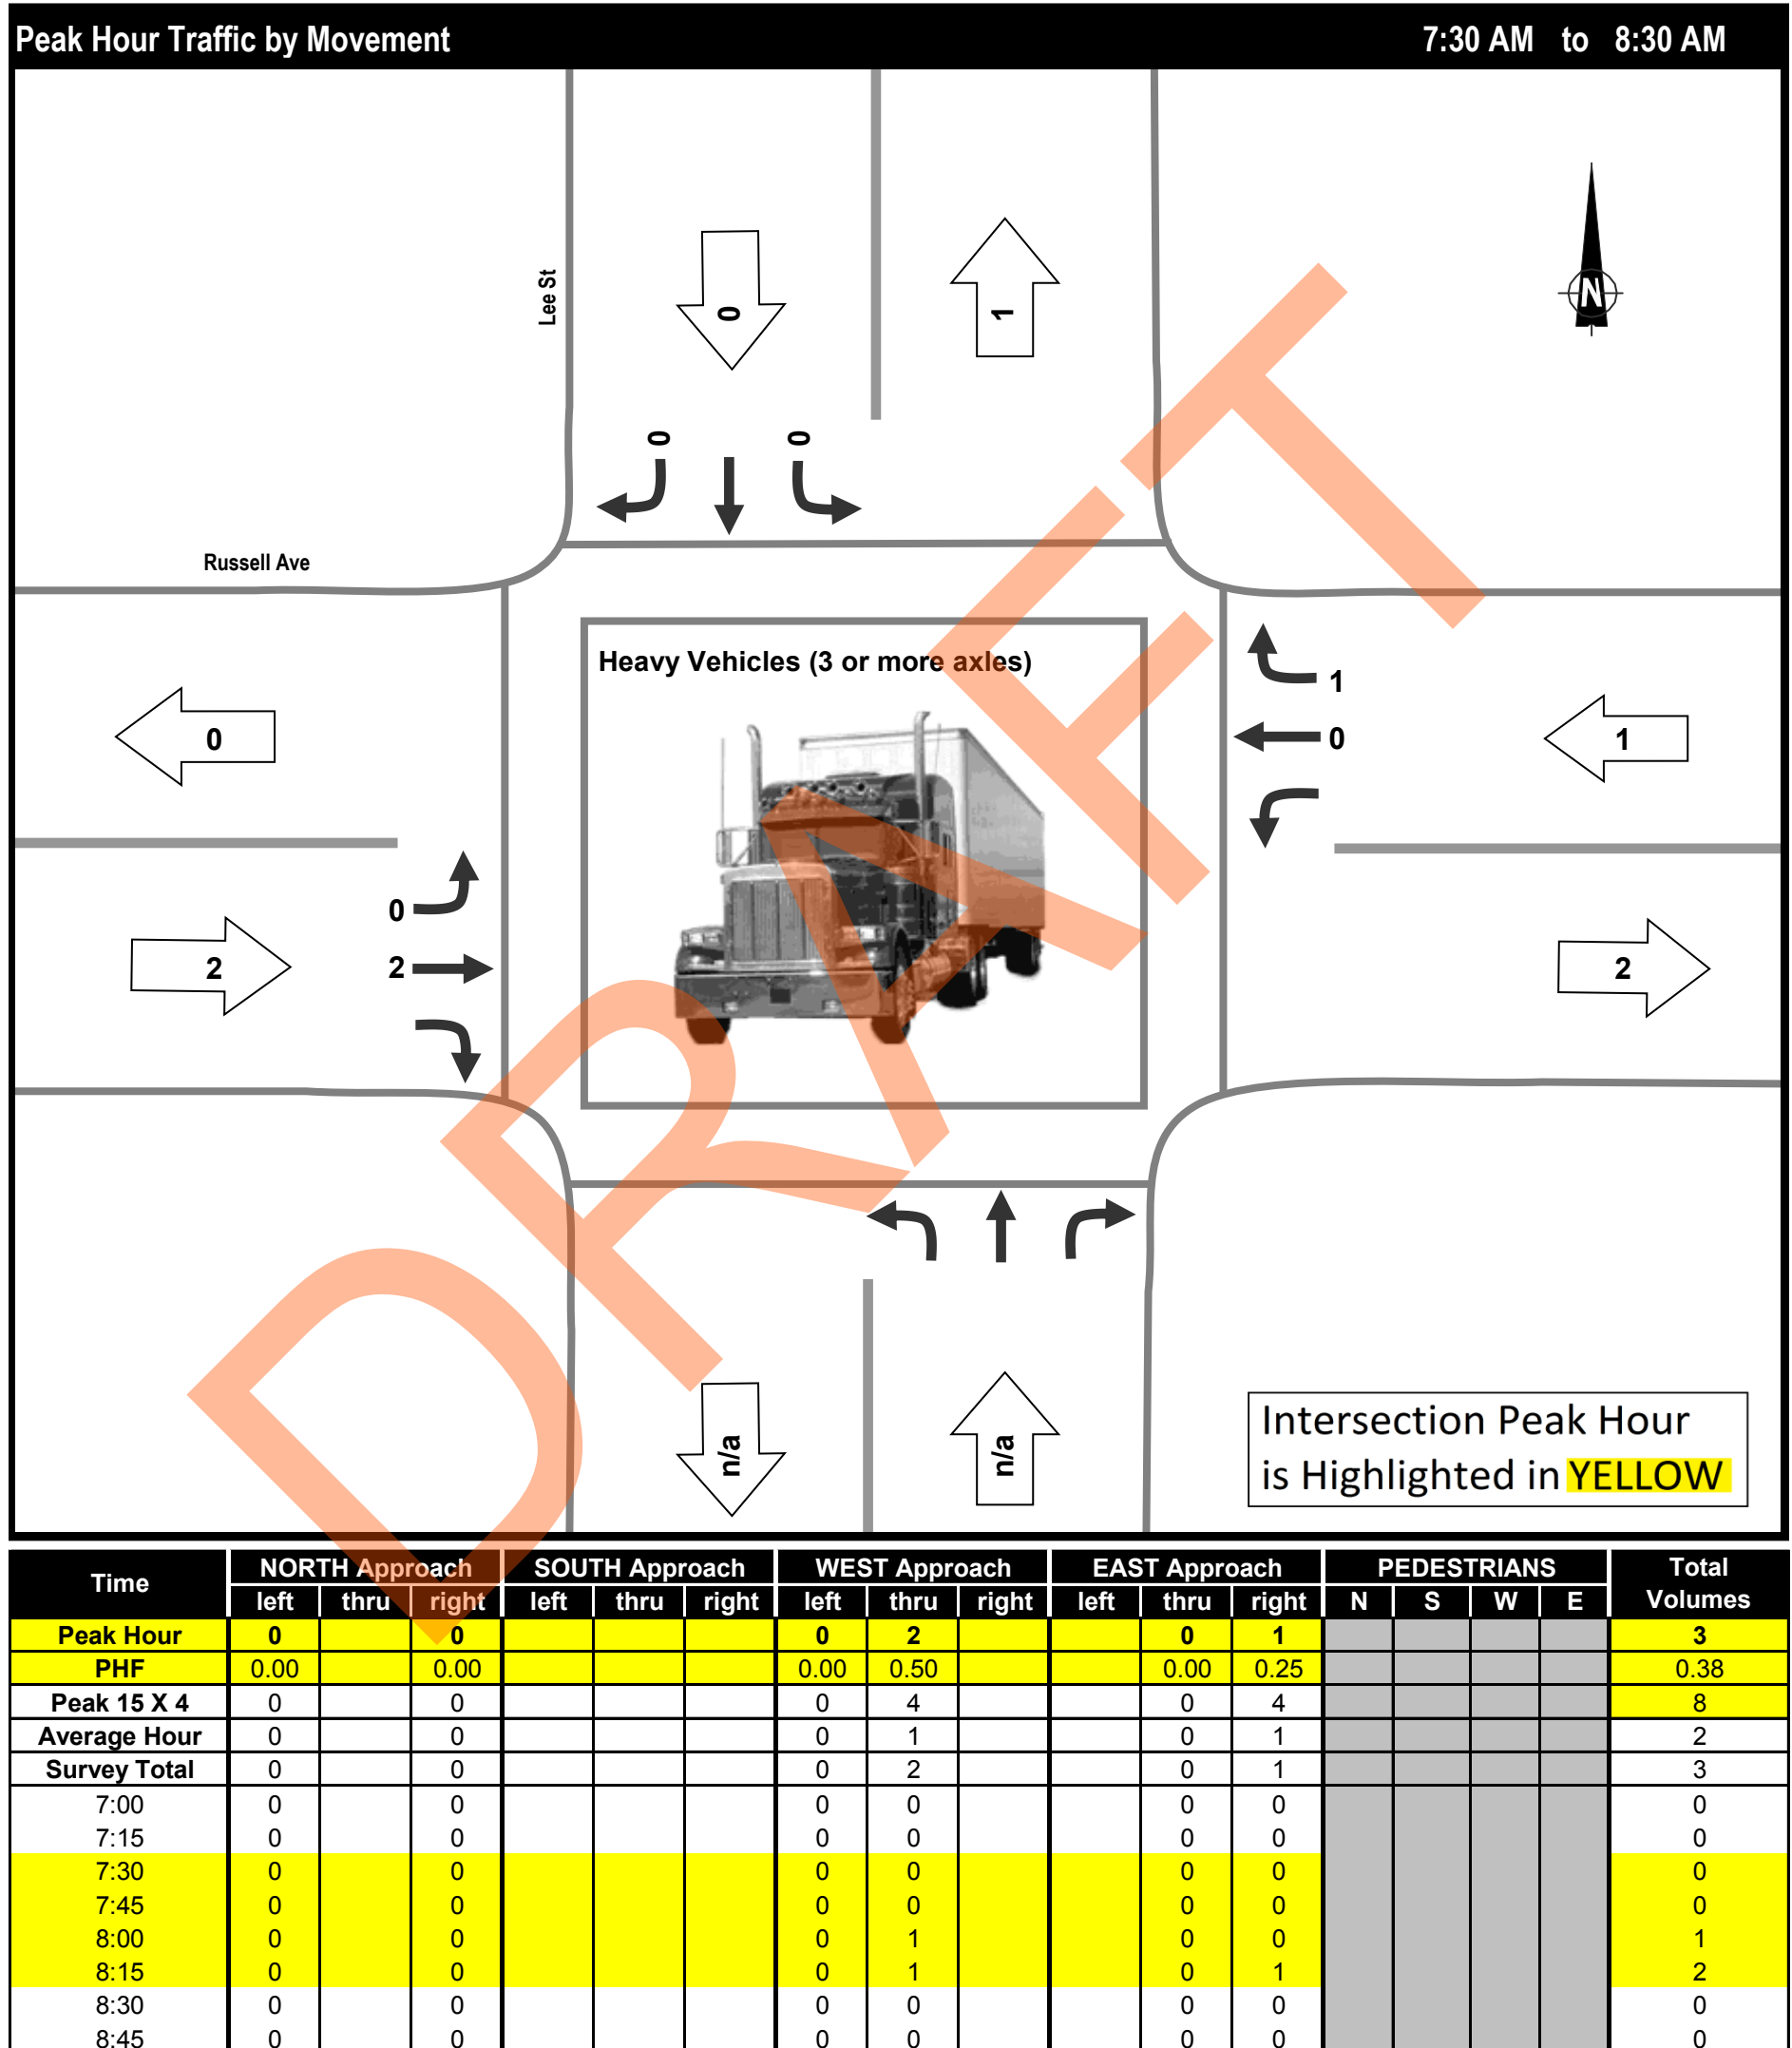 Peak Hour Traffic by Movement 7:30 AM to 8:30 AM
Lee St
0 1
0 0
N
Russell Ave
Heavy Vehicles (3 or more axles)
1
0 0 1
0
2 2 2
n/a n/a
Intersection Peak Hour
is Highlighted in YELLOW
DRAFT
Time NORTH Approach SOUTH Approach WEST Approach EAST Approach PEDESTRIANS Total
left thru right left thru right left thru right left thru right N S W E Volumes
Peak Hour 0 0 0 2 0 1 3
PHF 0.00 0.00 0.00 0.50 0.00 0.25 0.38
Peak 15 X 4 0 0 0 4 0 4 8
Average Hour 0 0 0 1 0 1 2
Survey Total 0 0 0 2 0 1 3
7:00 0 0 0 0 0 0 0
7:15 0 0 0 0 0 0 0
7:30 0 0 0 0 0 0 0
7:45 0 0 0 0 0 0 0
8:00 0 0 0 1 0 0 1
8:15 0 0 0 1 0 1 2
8:30 0 0 0 0 0 0 0
8:45 0 0 0 0 0 0 0